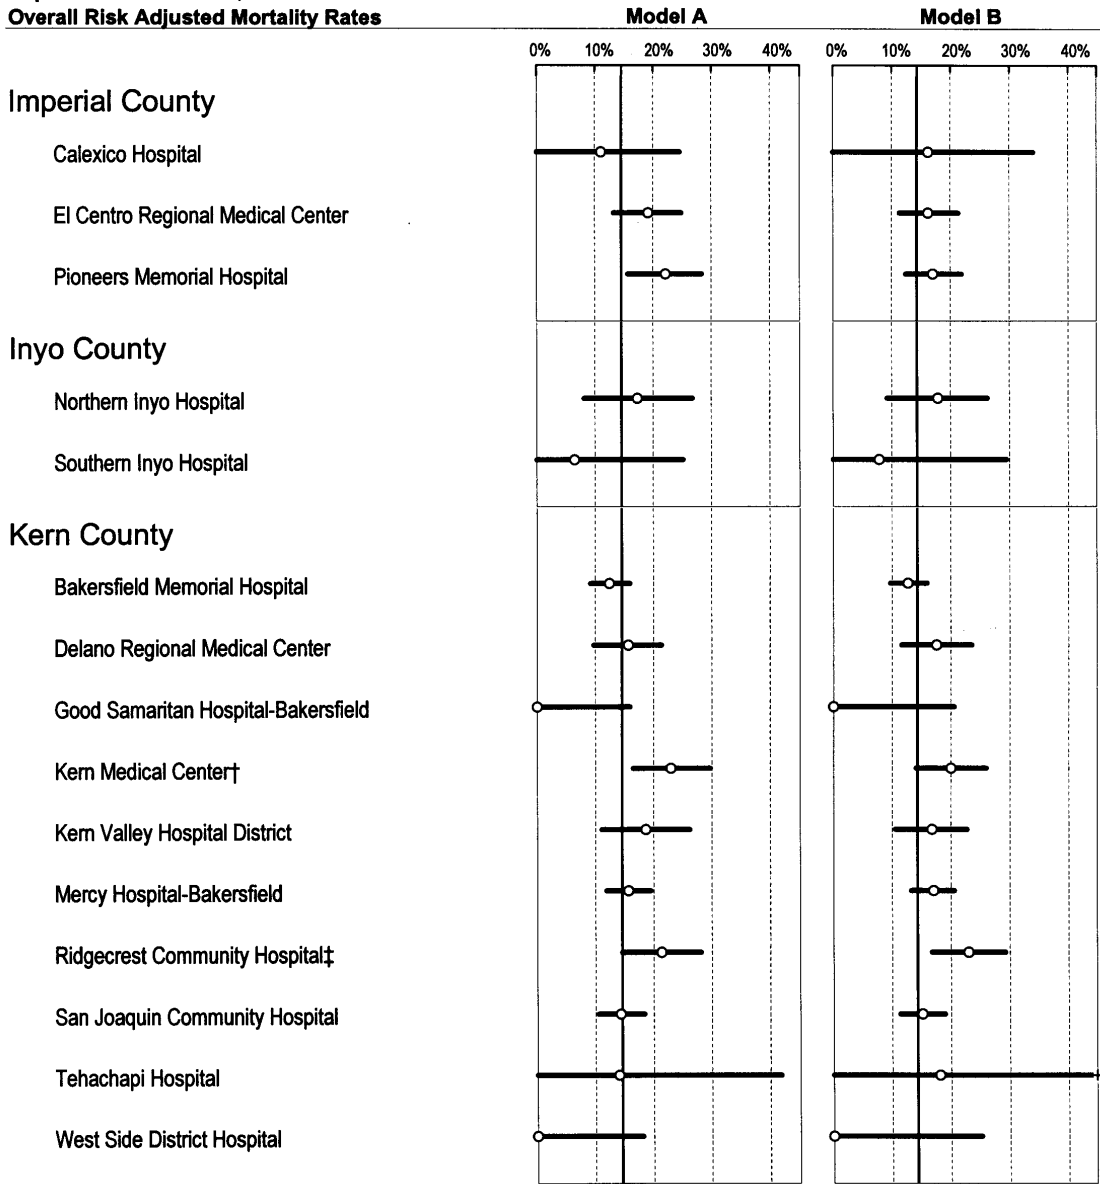 Overall Risk Adjusted Mortality Rates Model A Model B
0% 10% 20% 30% 40% 0% 10% 20% 30% 40%
Imperial County
Calexico Hospital
El Centro Regional Medical Center
Pioneers Memorial Hospital
Inyo County
Northern Inyo Hospital
Southern Inyo Hospital
Kern County
Bakersfield Memorial Hospital
Delano Regional Medical Center
Good Samaritan Hospital-Bakersfield
Kern Medical Center†
Kern Valley Hospital District
Mercy Hospital-Bakersfield
Ridgecrest Community Hospital‡
San Joaquin Community Hospital
Tehachapi Hospital
West Side District Hospital